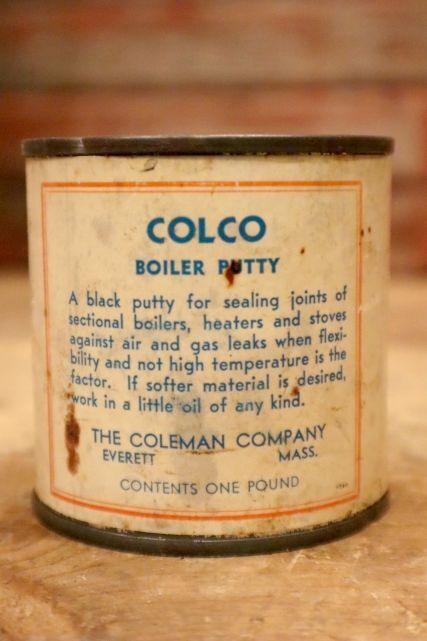 COLCO
BOILER PUTTY
A black putty for sealing joints of
sectional boilers, heaters and stoves
against air and gas leaks when flexi-
bility and not high temperature is the
factor. If softer material is desired,
work in a little oil of any kind.
THE COLEMAN COMPANY
EVERETT MASS.
CONTENTS ONE POUND